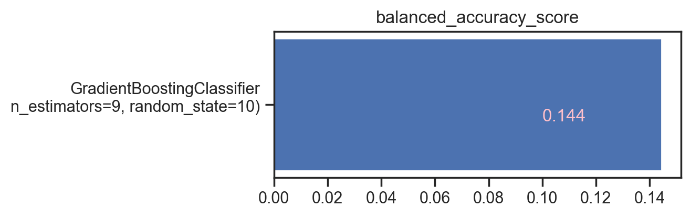 balanced_accuracy_score
GradientBoostingClassifier
n_estimators=9, random_state=10)
0.144
0.00 0.02 0.04 0.06 0.08 0.10 0.12 0.14